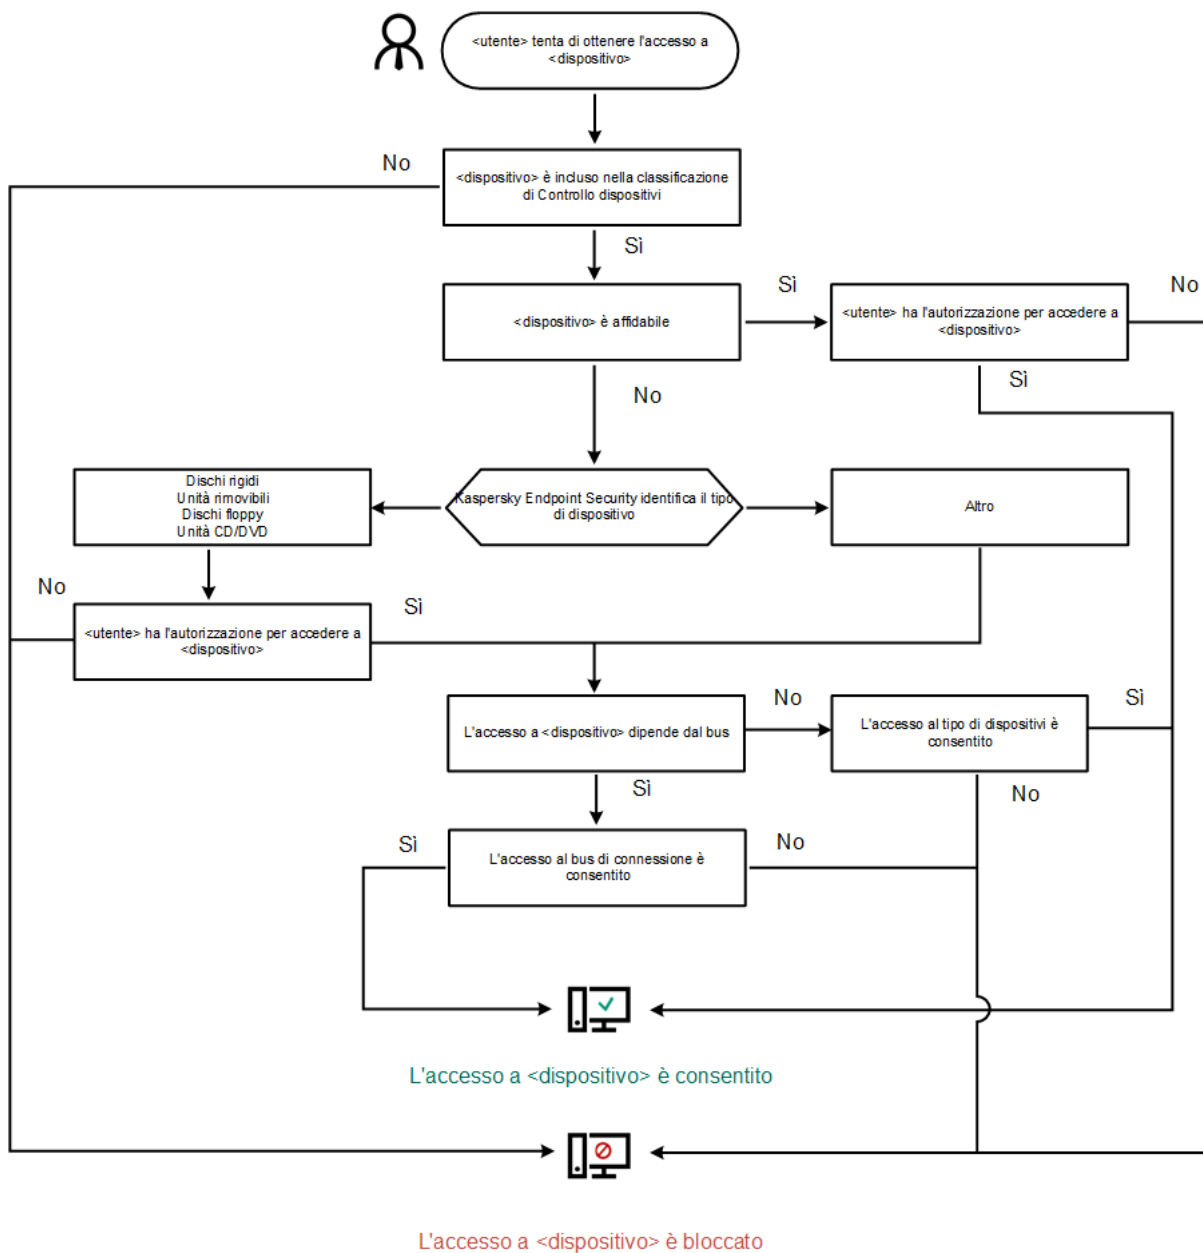 <utente> tenta di ottenere l'accesso a
<dispositivo>
No
<dispositivo> è incluso nella classificazione
di Controllo dispositivi
Sì
<dispositivo> è affidabile
Sì
<utente> ha l'autorizzazione per accedere a
<dispositivo>
No
Sì
No
Dischi rigidi
Unità rimovibili
Dischi floppy
Unità CD/DVD
Kaspersky Endpoint Security identifica il tipo
di dispositivo
Altro
No
<utente> ha l'autorizzazione per accedere a
<dispositivo>
Sì
L'accesso a <dispositivo> dipende dal bus
No
L'accesso al tipo di dispositivi è
consentito
Sì
Sì
No
Sì
L'accesso al bus di connessione è
consentito
No
L'accesso a <dispositivo> è consentito
L'accesso a <dispositivo> è bloccato